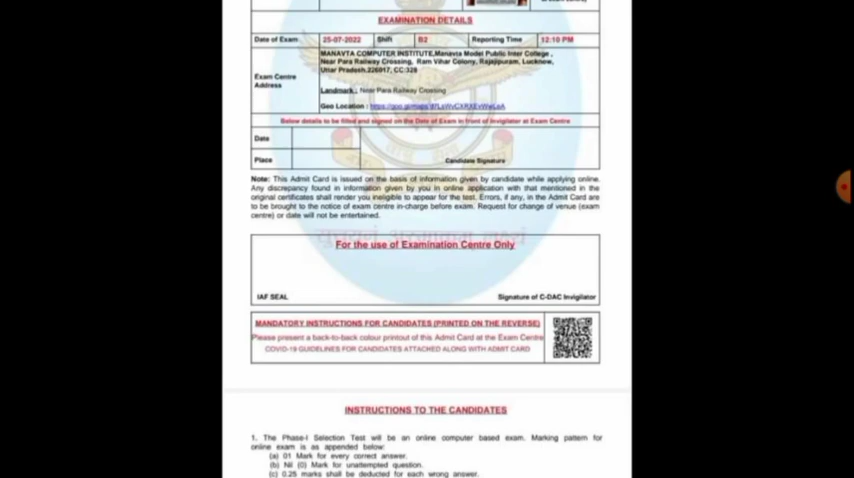 EXAMINATION DETAILS
Date of Exam 25-07-2022 Shift B2 Reporting Time 12:10 PM
Exam Centre Address
MANAVTA COMPUTER INSTITUTE,Manavta Model Public Inter College ,
Near Para Railway Crossing, Ram Vihar Colony, Rajajipuram, Lucknow,
Uttar Pradesh,226017, CC:328
Landmark : Near Para Railway Crossing
Geo Location :
Below details to be filled and signed on the Date of Exam in front of Invigilator at Exam Centre
Date
Place Candidate Signature
Note: This Admit Card is issued on the basis of information given by candidate while applying online.
Any discrepancy found in information given by you in online application with that mentioned in the
original certificates shall render you ineligible to appear for the test. Errors, if any, in the Admit Card are
to be brought to the notice of exam centre in-charge before exam. Request for change of venue (exam
centre) or date will not be entertained.
For the use of Examination Centre Only
IAF SEAL Signature of C-DAC Invigilator
MANDATORY INSTRUCTIONS FOR CANDIDATES (PRINTED ON THE REVERSE)
Please present a back-to-back colour printout of this Admit Card at the Exam Centre
COVID-19 GUIDELINES FOR CANDIDATES ATTACHED ALONG WITH ADMIT CARD
INSTRUCTIONS TO THE CANDIDATES
1. The Phase-I Selection Test will be an online computer based exam. Marking pattern for
online exam is as appended below:
(a) 01 Mark for every correct answer.
(b) Nil (0) Mark for unattempted question.
(c) 0.25 marks shall be deducted for each wrong answer.